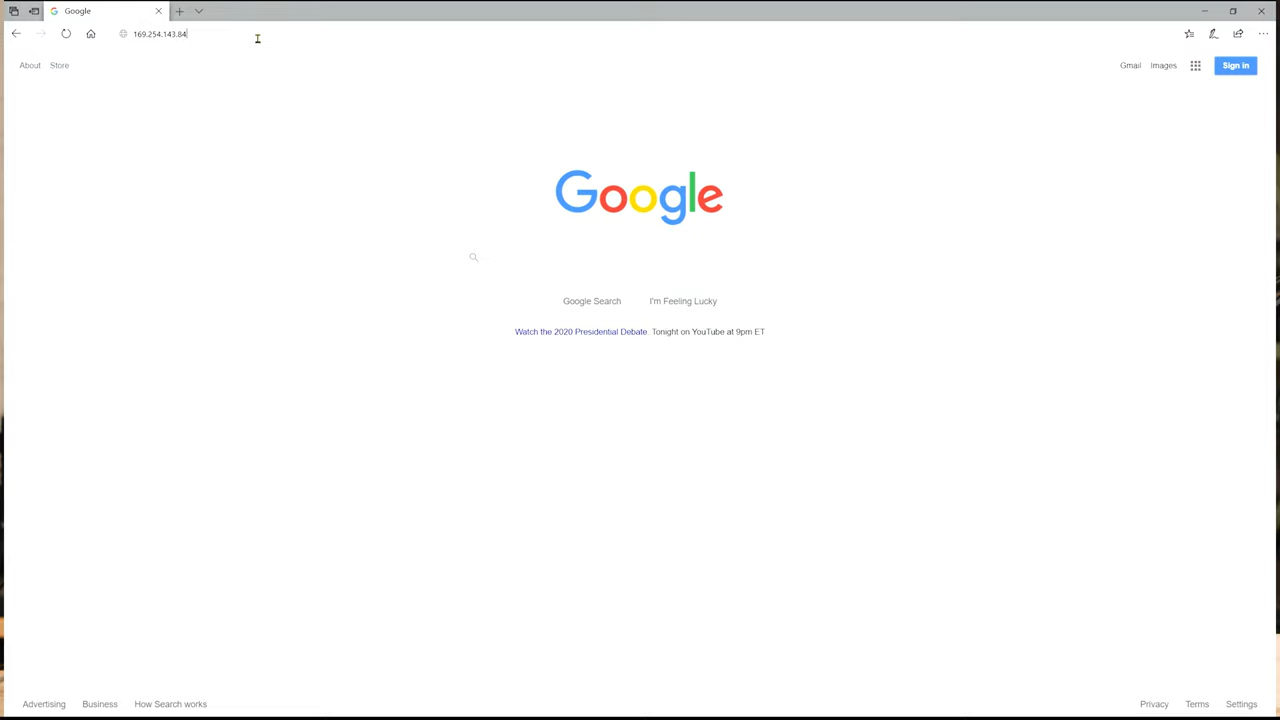 Google
169.254.143.84
About Store
Gmail Images Sign in
Google
Google Search I'm Feeling Lucky
Watch the 2020 Presidential Debate Tonight on YouTube at 9pm ET
Advertising Business How Search works
Privacy Terms Settings